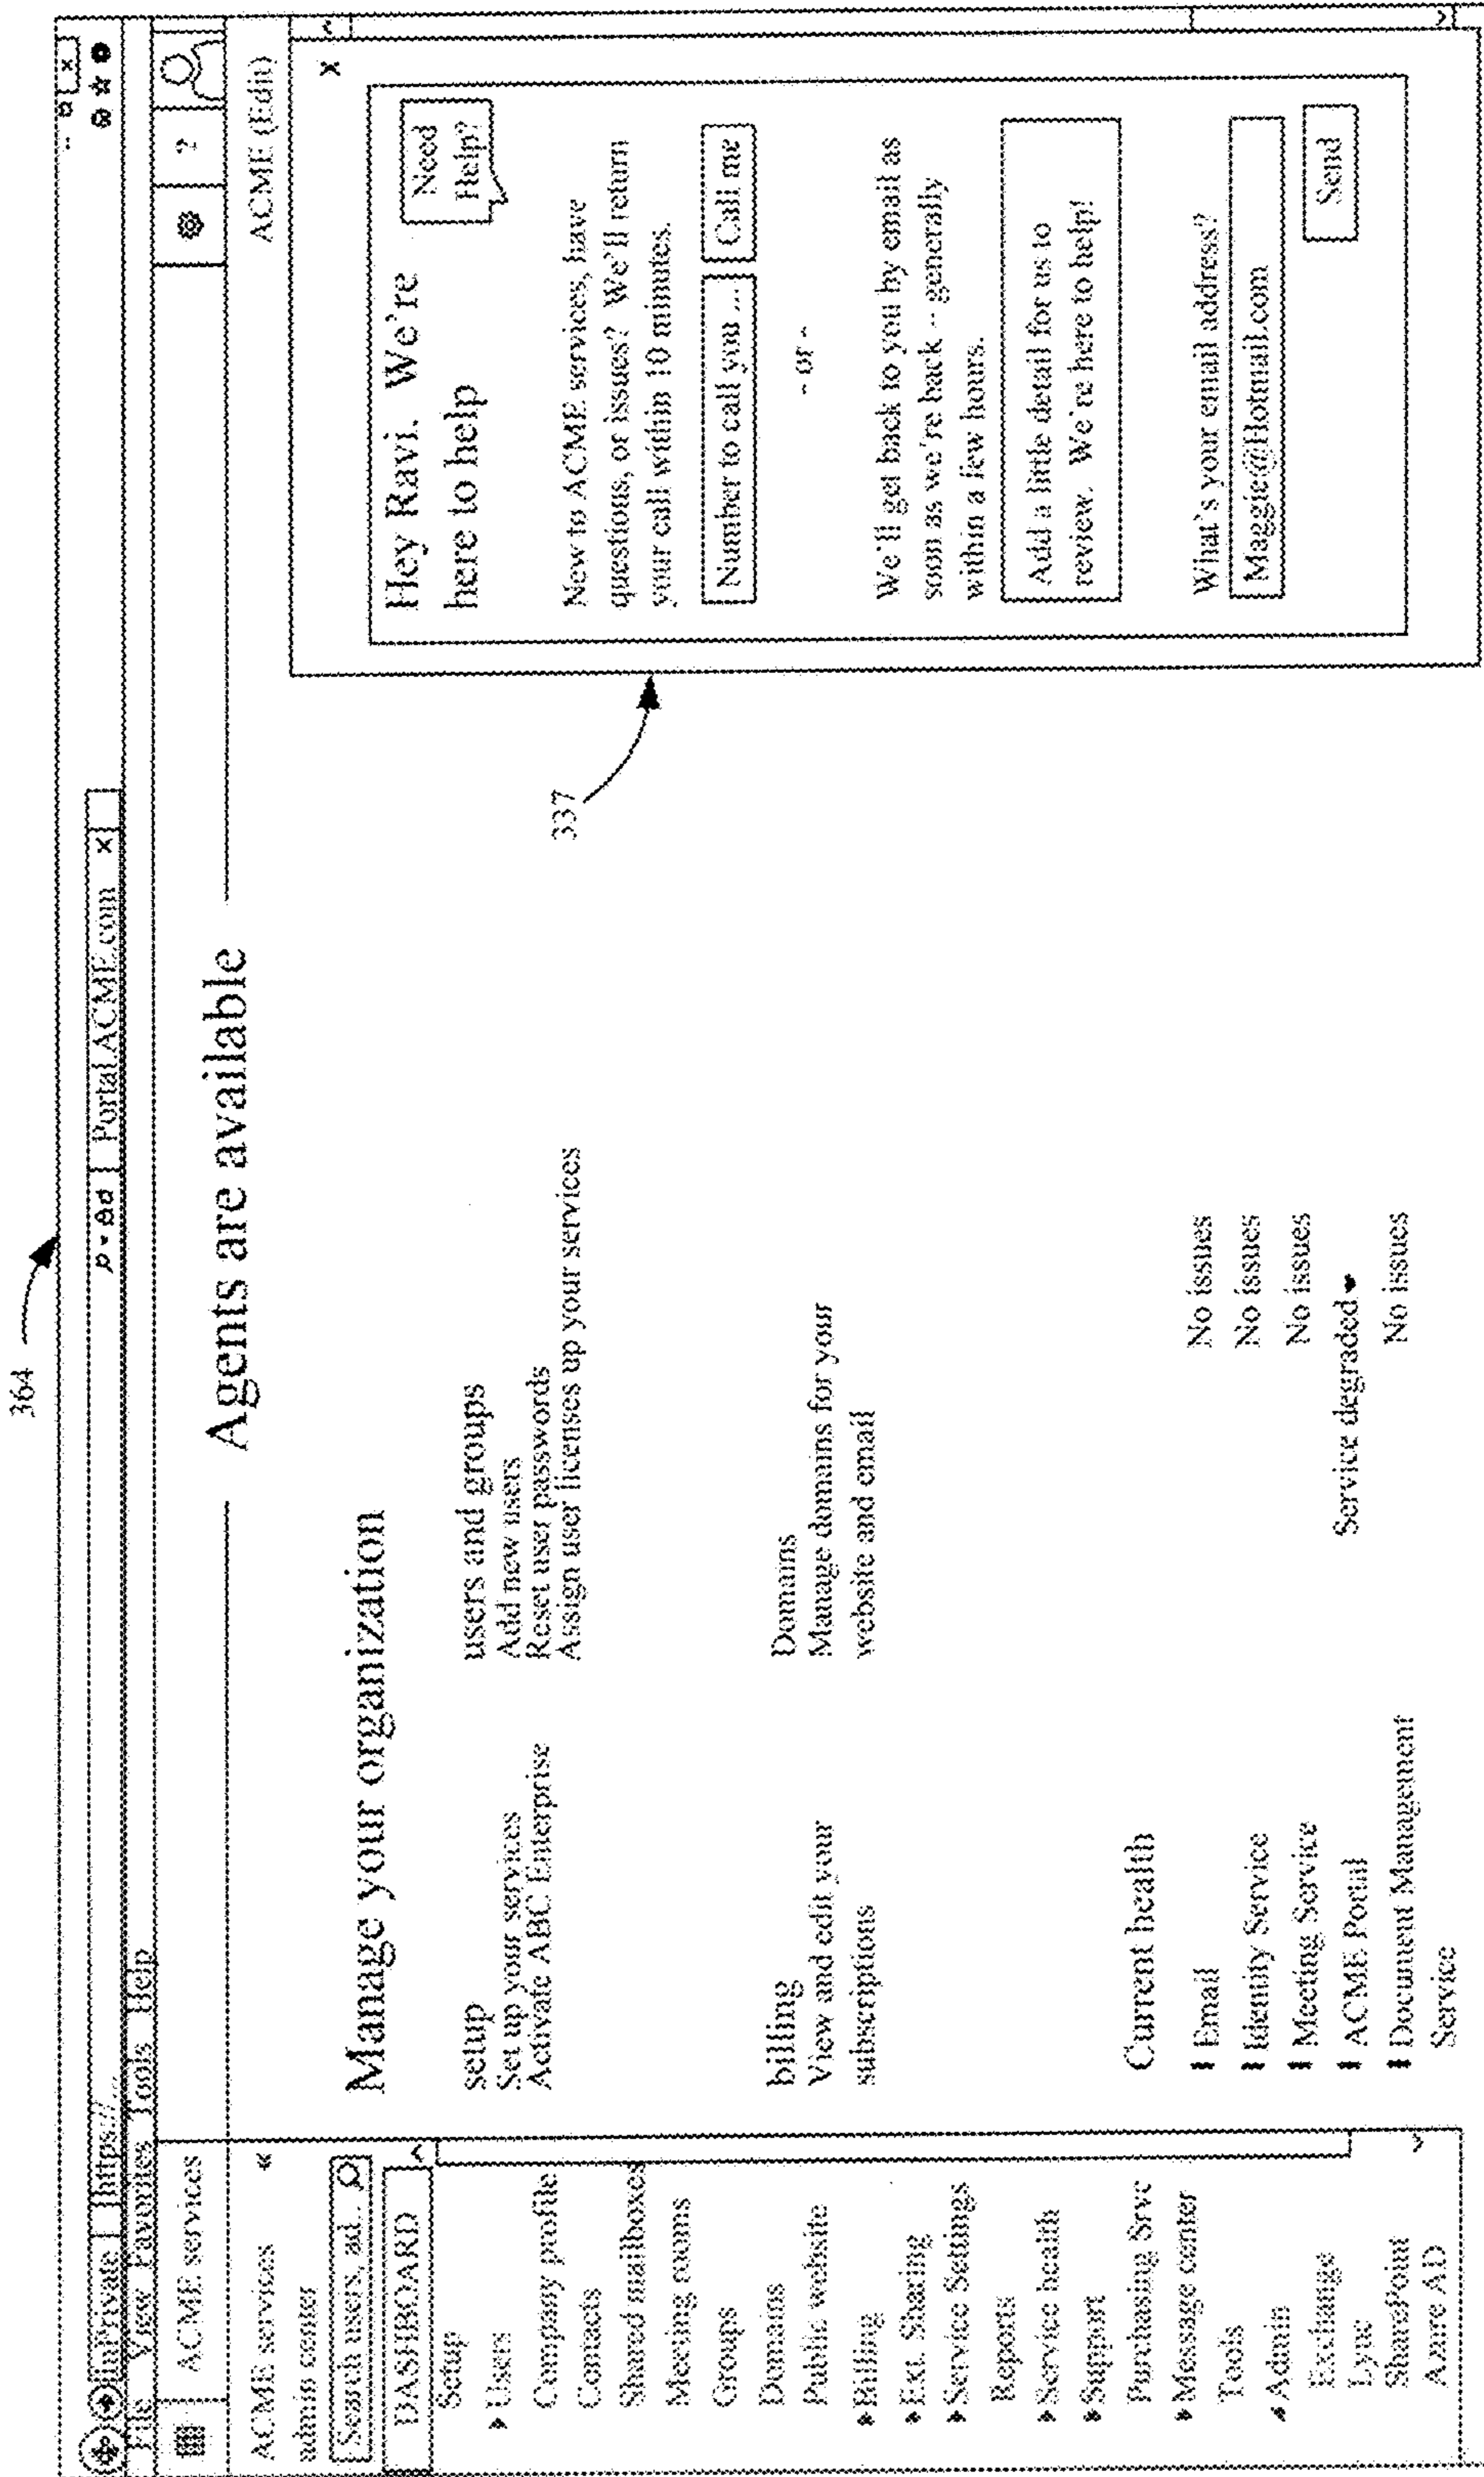 364
InPrivate https://...
Portal.ACME.com x
File View Favorites Tools Help
ACME services
?
Agents are available
ACME (Edit)
ACME services
admin center
Search users, ad..
DASHBOARD
Setup
Users
Company profile
Contacts
Shared mailboxes
Meeting rooms
Groups
Domains
Public website
Billing
Ext. Sharing
Service Settings
Reports
Service health
Support
Purchasing Srvc
Message center
Tools
Admin
Exchange
Lync
SharePoint
Azure AD
Manage your organization
setup
Set up your services
Activate ABC Enterprise
users and groups
Add new users
Reset user passwords
Assign user licenses up your services
billing
View and edit your
subscriptions
Domains
Manage domains for your
website and email
Current health
Email No issues
Identity Service No issues
Meeting Service No issues
ACME Portal Service degraded
Document Management No issues
Service
337
X
Hey Ravi. We're
here to help
Need
Help?
New to ACME services, have
questions, or issues? We'll return
your call within 10 minutes.
Number to call you ... Call me
- or -
We'll get back to you by email as
soon as we're back -- generally
within a few hours.
Add a little detail for us to
review. We're here to help!
What's your email address?
Maggie@Hotmail.com
Send